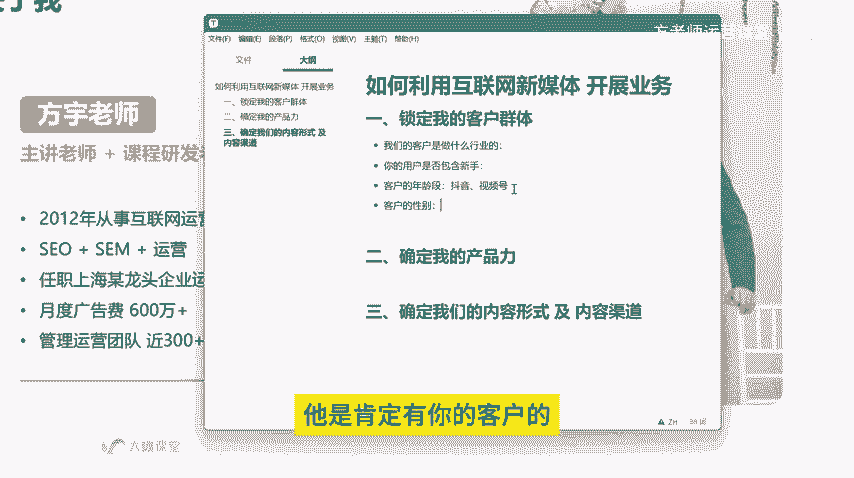 于我
方老师运营
方宇老师
主讲老师 + 课程研发
2012年从事互联网运营
SEO + SEM + 运营
任职上海某龙头企业运
月度广告费 600万+
管理运营团队 近300+
文件(F) 编辑(E) 段落(P) 格式(O) 视图(V) 主题(T) 帮助(H)
文件 大纲
如何利用互联网新媒体 开展业务
一、锁定我的客户群体
二、确定我的产品力
三、确定我们的内容形式 及
内容渠道
如何利用互联网新媒体 开展业务
一、锁定我的客户群体
我们的客户是做什么行业的:
你的用户是否包含新手:
客户的年龄段: 抖音、视频号
客户的性别:
二、确定我的产品力
三、确定我们的内容形式 及 内容渠道
他是肯定有你的客户的